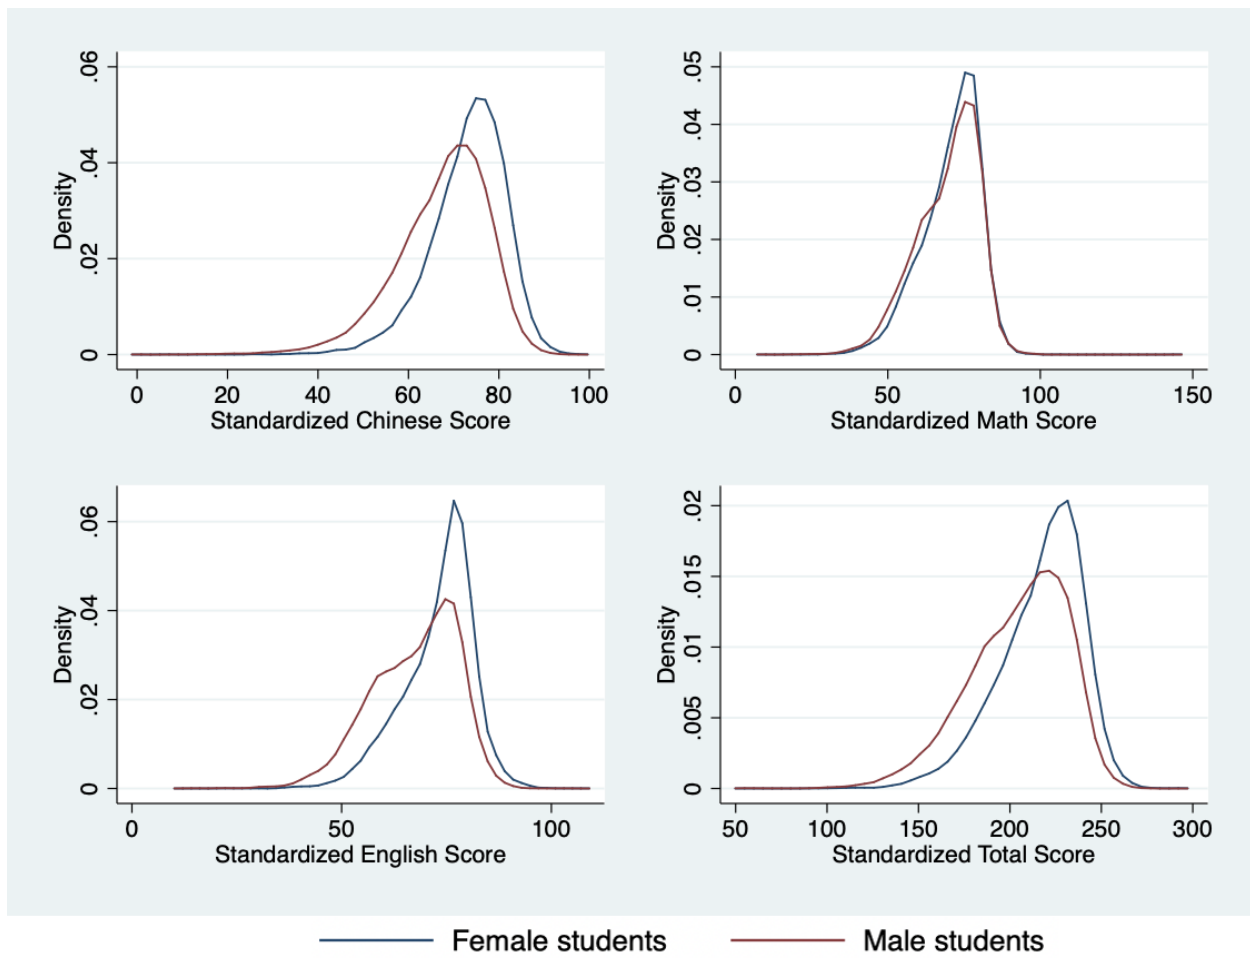 .06
.04
.02
0
Density
0 20 40 60 80 100
Standardized Chinese Score
.05
.04
.03
.02
.01
0
Density
0 50 100 150
Standardized Math Score
.06
.04
.02
0
Density
0 50 100
Standardized English Score
.02
.015
.01
.005
0
Density
50 100 150 200 250 300
Standardized Total Score
Female students Male students